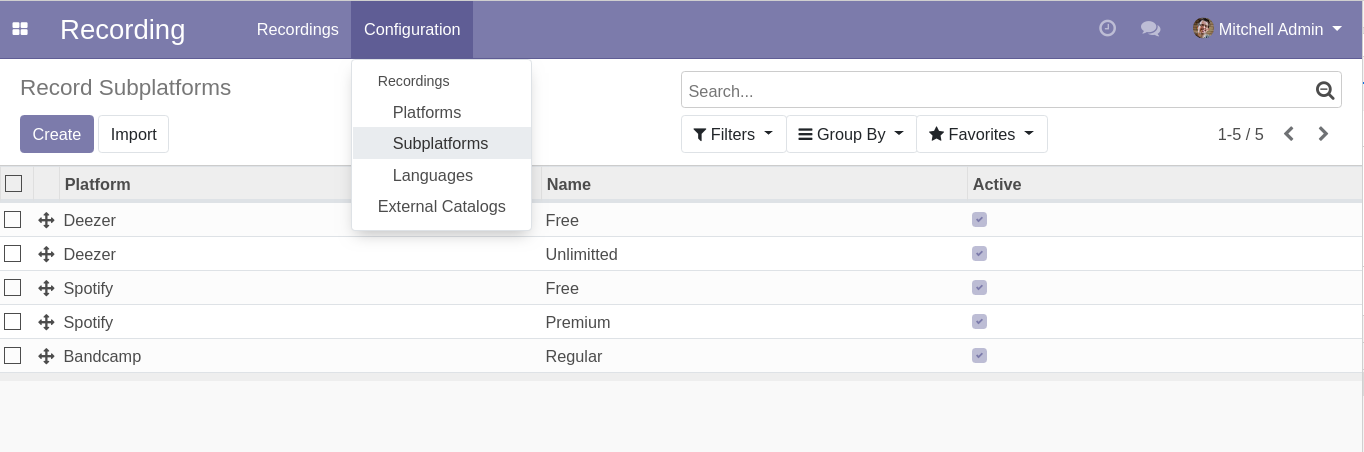 Recording Recordings Configuration Mitchell Admin
Record Subplatforms
Recordings
Platforms
Subplatforms
Languages
External Catalogs
Search...
Create Import
Filters Group By Favorites 1-5 / 5
Platform Name Active
Deezer Free
Deezer Unlimitted
Spotify Free
Spotify Premium
Bandcamp Regular